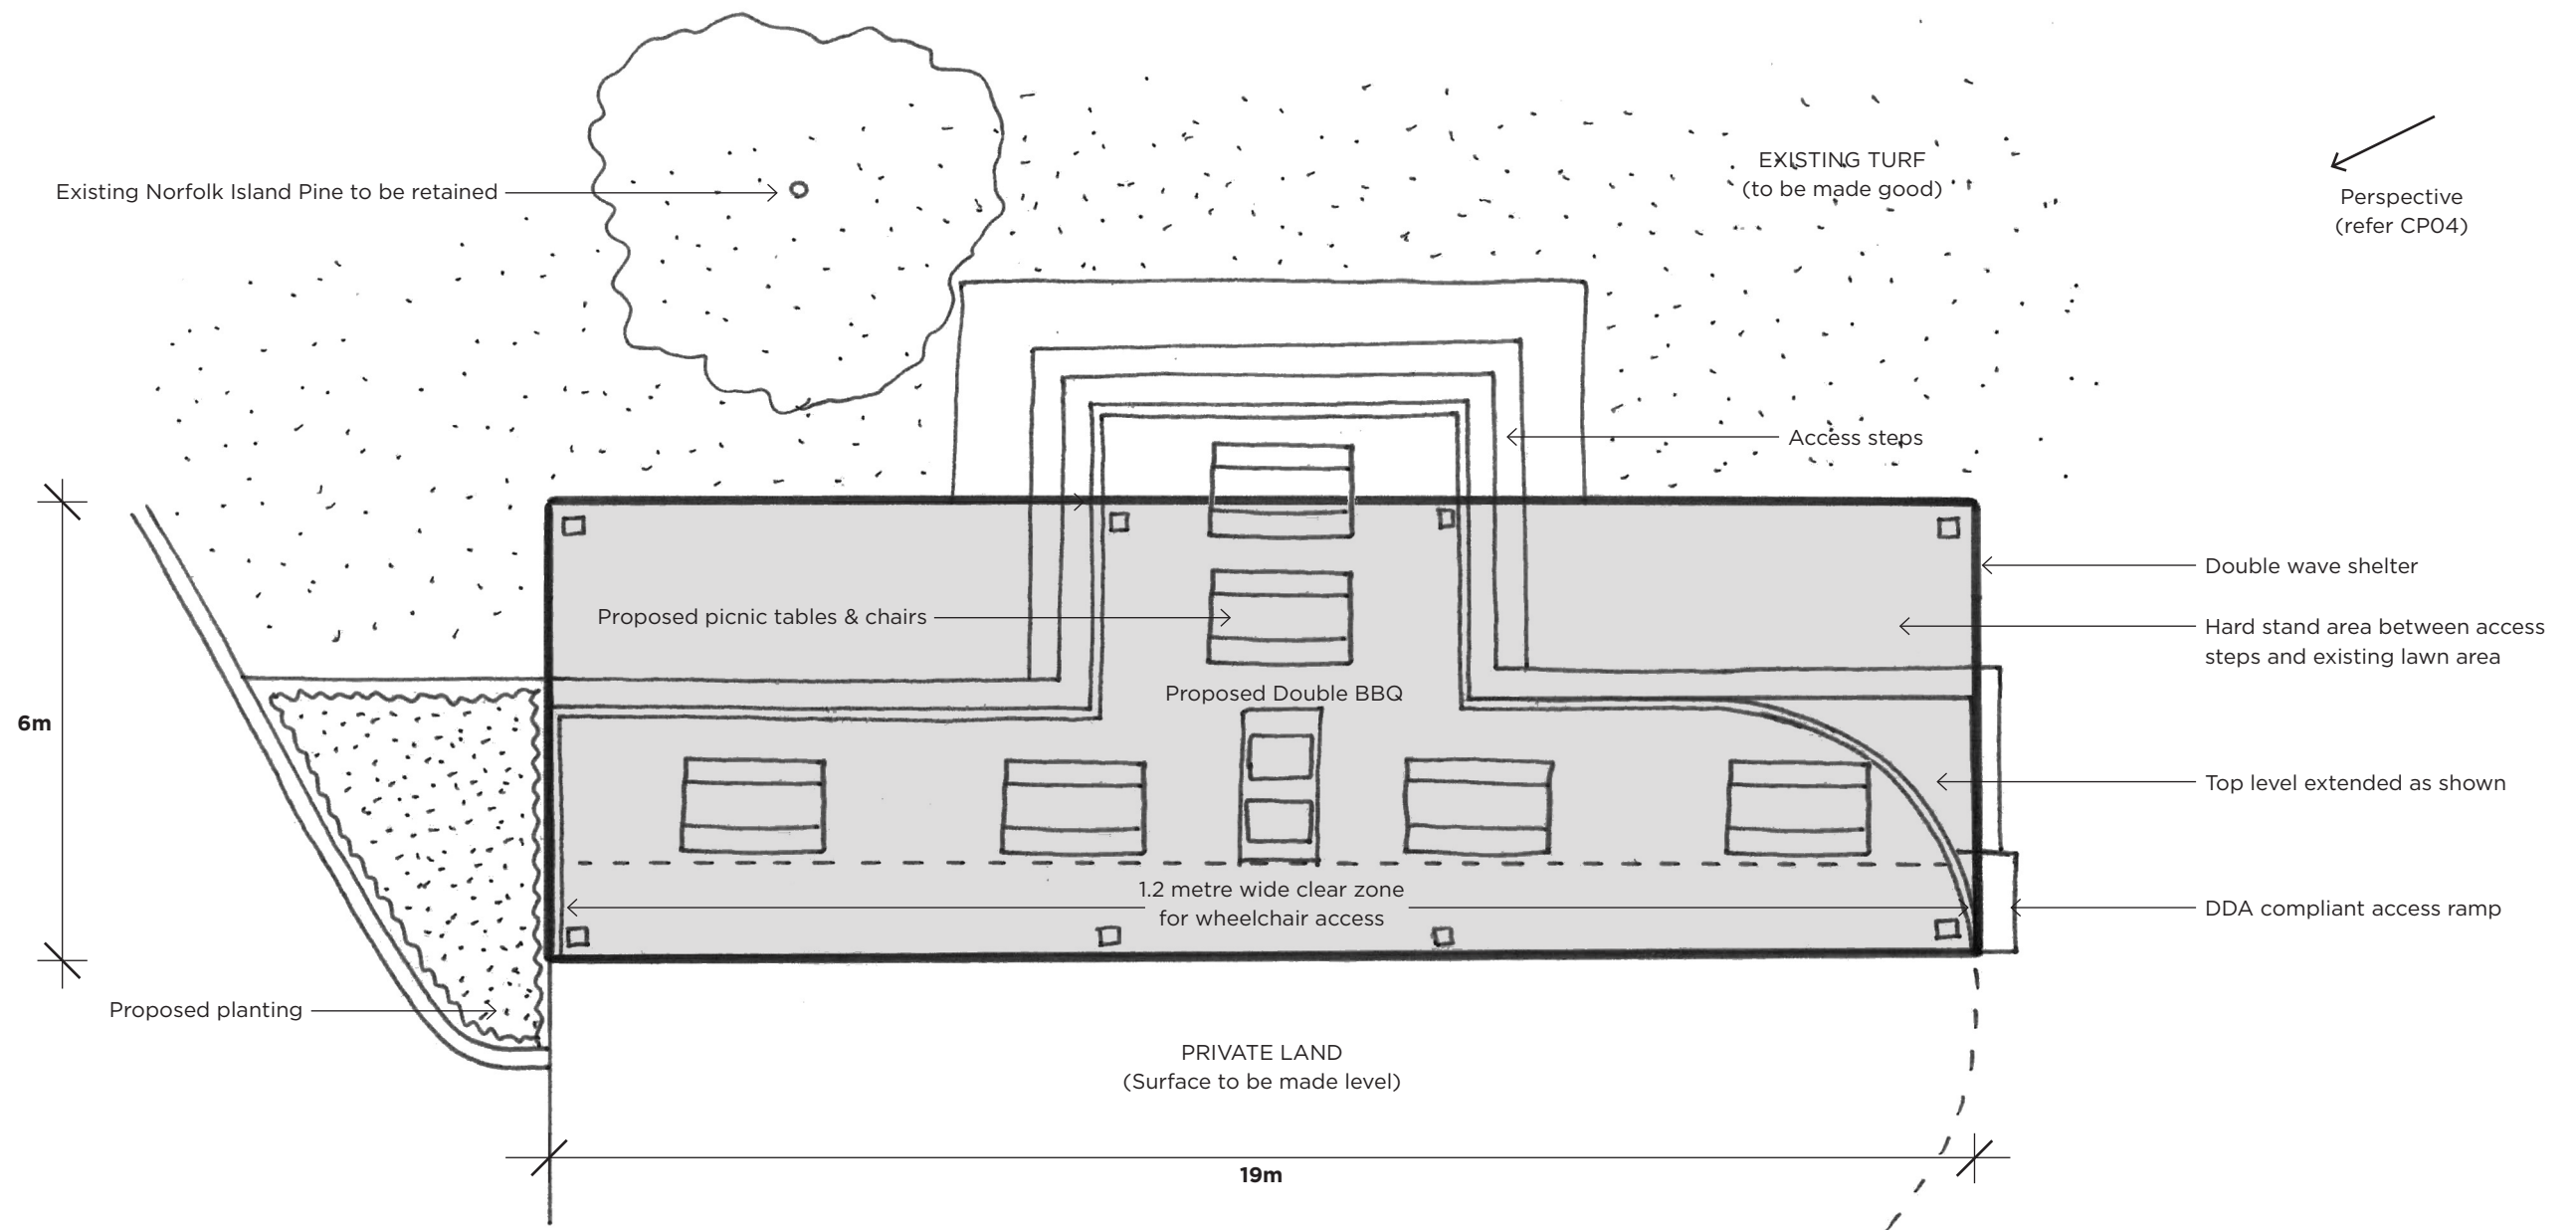 EXISTING TURF
(to be made good)
Existing Norfolk Island Pine to be retained
Perspective
(refer CP04)
Access steps
Double wave shelter
Proposed picnic tables & chairs
Hard stand area between access
steps and existing lawn area
Proposed Double BBQ
6m
Top level extended as shown
1.2 metre wide clear zone
for wheelchair access
DDA compliant access ramp
Proposed planting
PRIVATE LAND
(Surface to be made level)
19m